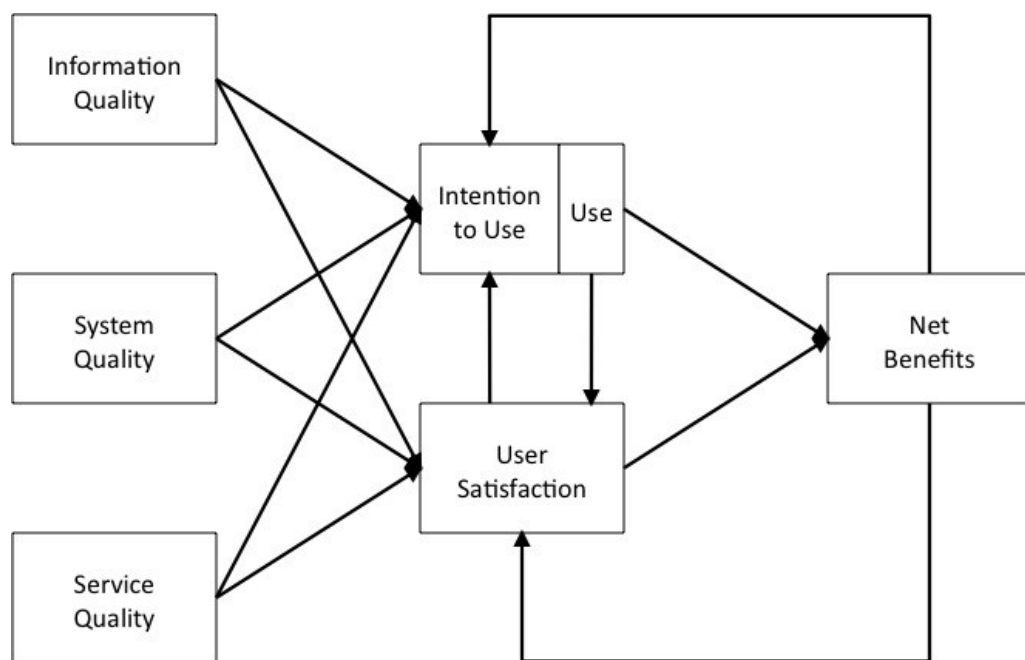 Information
Quality
Intention
to Use
Use
System
Quality
Net
Benefits
User
Satisfaction
Service
Quality